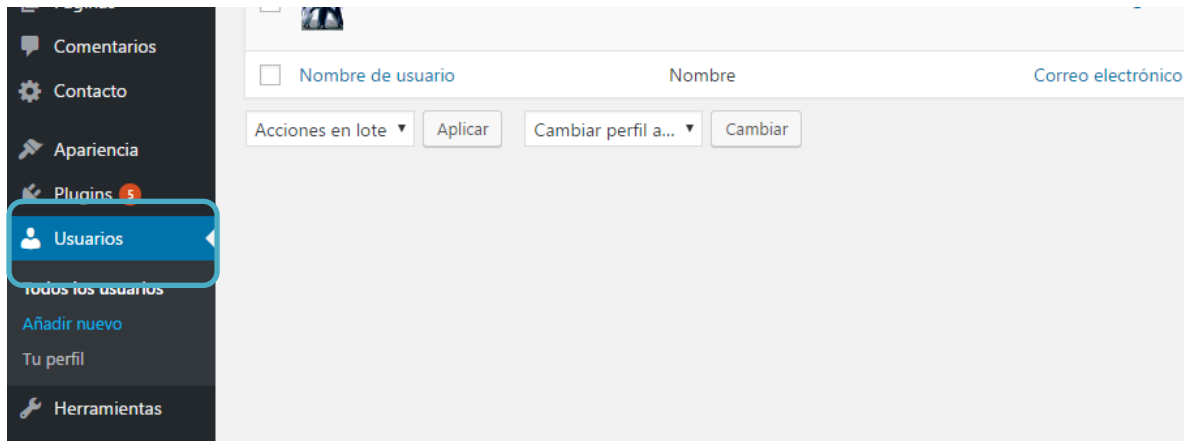 Comentarios
Contacto
Apariencia
Plugins 5
Usuarios
Todos los usuarios
Añadir nuevo
Tu perfil
Herramientas
Nombre de usuario Nombre Correo electrónico
Acciones en lote Aplicar Cambiar perfil a... Cambiar